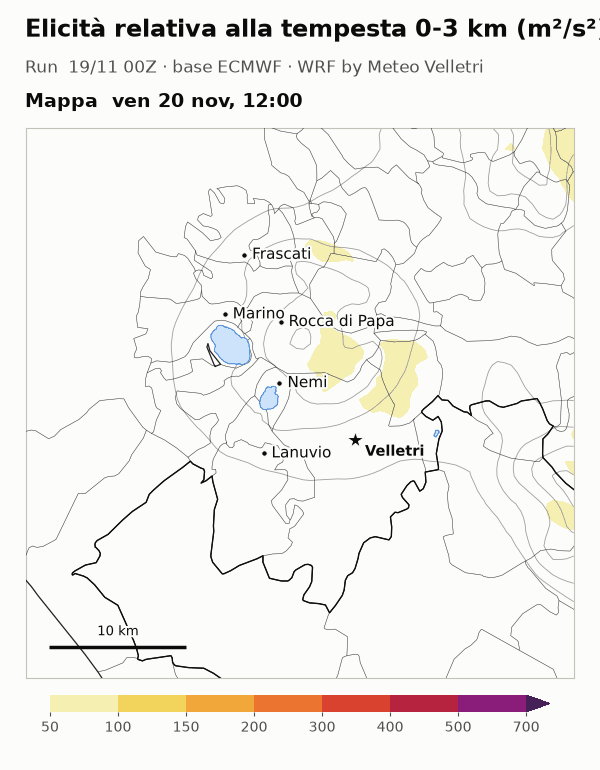 Elicità relativa alla tempesta 0-3 km (m²/s²)
Run 19/11 00Z · base ECMWF · WRF by Meteo Velletri
Mappa ven 20 nov, 12:00
Frascati
Marino
Rocca di Papa
Nemi
Velletri
Lanuvio
10 km
50 100 150 200 300 400 500 700